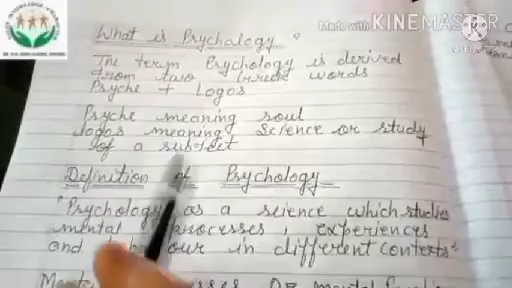 What is Psychology °
The term Psychology is derived
from two Greek words
Psyche + Logos
Psyche meaning soul
logos meaning Science or study
of a subject
Definition of Psychology
"Psychology as a science which studies
mental processes, experiences
and behaviour in different contexts"
Made with KINEMASTER